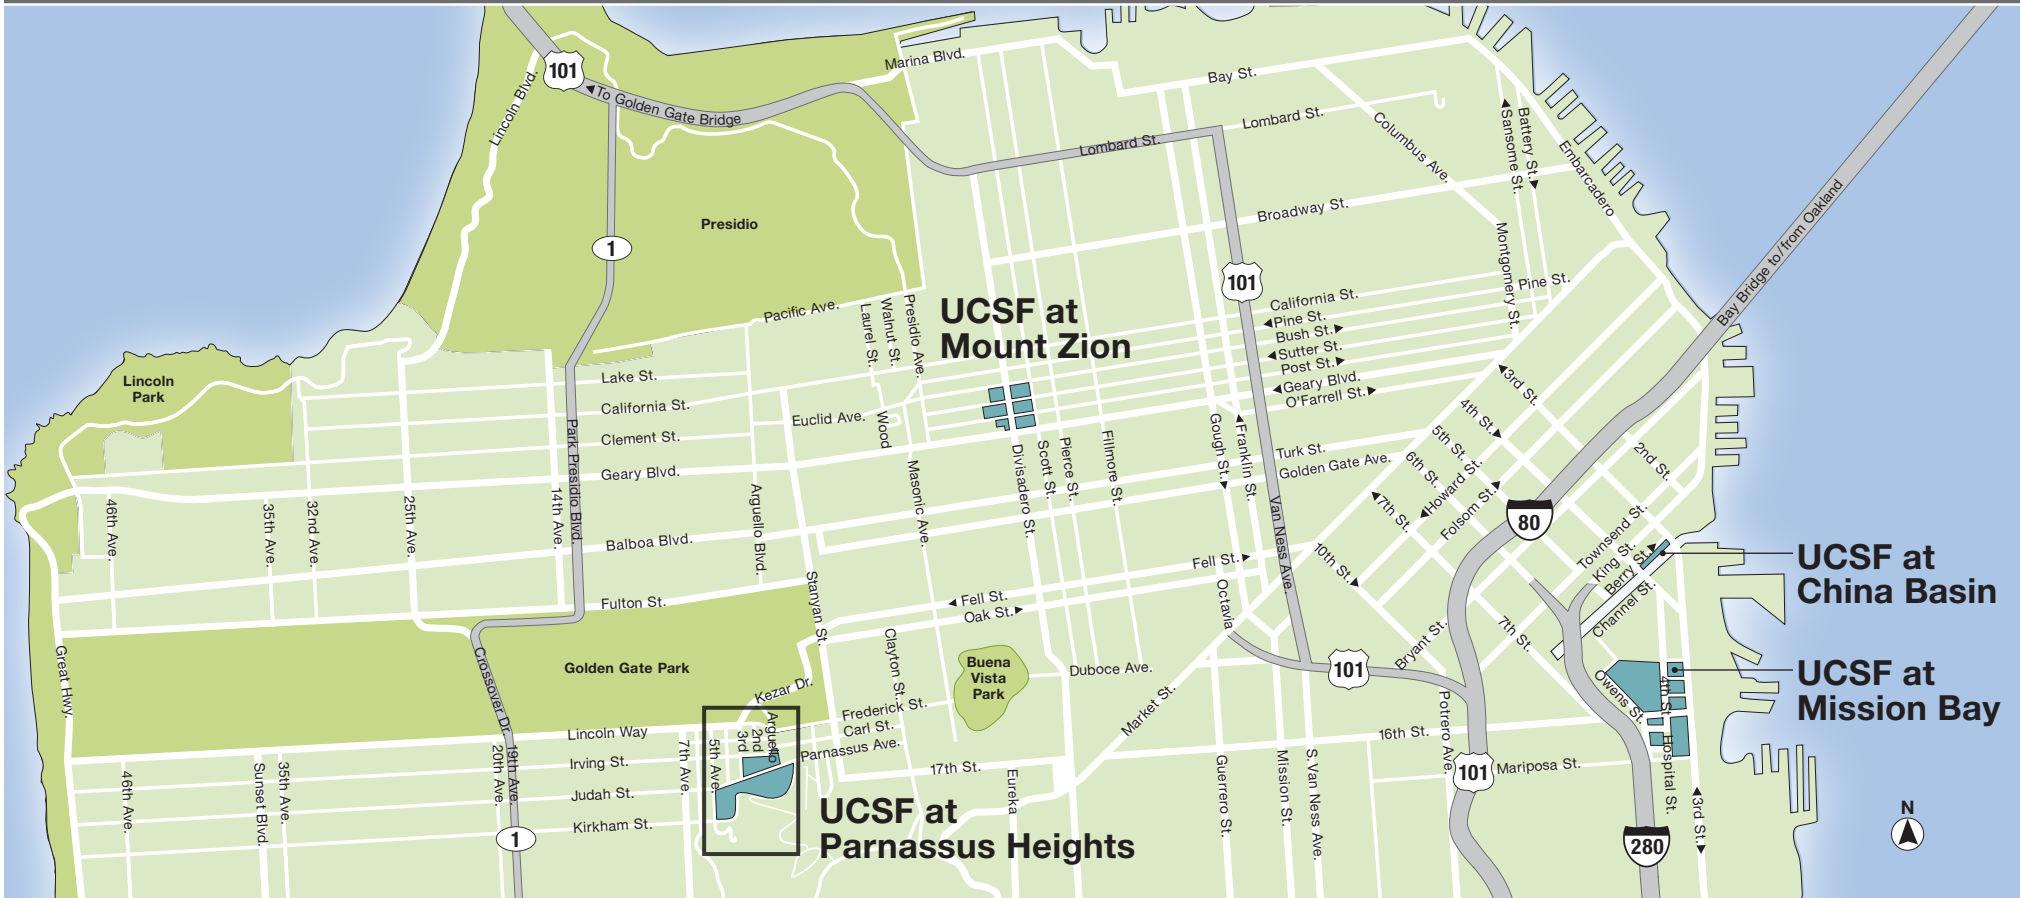 101
To Golden Gate Bridge
Lincoln Blvd.
Marina Blvd.
Bay St.
Lombard St.
Lombard St.
Columbus Ave.
Sansome St.
Battery St.
Embarcadero
Broadway St.
Presidio
1
101
Montgomery St.
Pine St.
Bay Bridge to/from Oakland
Pacific Ave.
Laurel St.
Walnut St.
Presidio Ave.
UCSF at
Mount Zion
California St.
Pine St.
Bush St.
Sutter St.
Post St.
Geary Blvd.
O'Farrell St.
Lincoln
Park
Lake St.
California St.
Clement St.
Geary Blvd.
Euclid Ave.
Wood
Park Presidio Blvd.
3rd St.
4th St.
5th St.
6th St.
7th St.
Howard St.
Folsom St.
2nd St.
Gough St.
Franklin St.
Turk St.
Golden Gate Ave.
Divisadero St.
Scott St.
Pierce St.
Fillmore St.
Masonic Ave.
Arguello Blvd.
46th Ave.
35th Ave.
32nd Ave.
25th Ave.
14th Ave.
Balboa Blvd.
Van Ness Ave.
80
10th St.
Townsend St.
King St.
Berry St.
Channel St.
UCSF at
China Basin
Fell St.
Fell St.
Oak St.
Octavia
Fulton St.
Stanyan St.
Clayton St.
Great Hwy.
Crossover Dr.
Golden Gate Park
Kezar Dr.
Buena
Vista
Park
Duboce Ave.
Market St.
101
Bryant St.
7th St.
Owens St.
4th St.
UCSF at
Mission Bay
Frederick St.
Carl St.
Parnassus Ave.
Lincoln Way
Irving St.
Judah St.
Kirkham St.
7th Ave.
5th Ave.
3rd
2nd
Arguello
17th St.
Eureka
16th St.
Potrero Ave.
Mariposa St.
101
Hospital St.
3rd St.
46th Ave.
Sunset Blvd.
35th Ave.
20th Ave.
19th Ave.
1
UCSF at
Parnassus Heights
Guerrero St.
Mission St.
S. Van Ness Ave.
280
N